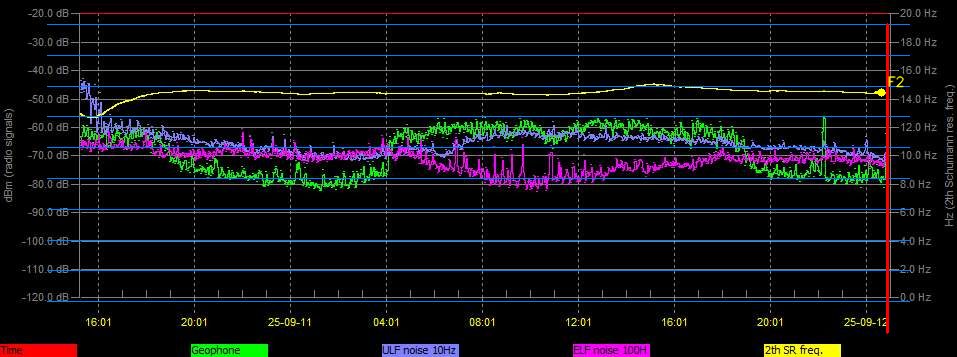 -20.0 dB 20.0 Hz
-30.0 dB 18.0 Hz
-40.0 dB 16.0 Hz
F2
-50.0 dB 14.0 Hz
-60.0 dB 12.0 Hz
-70.0 dB 10.0 Hz
-80.0 dB 8.0 Hz
-90.0 dB 6.0 Hz
-100.0 dB 4.0 Hz
-110.0 dB 2.0 Hz
-120.0 dB 0.0 Hz
dBm (radio signals)
Hz (2th Schumann res. freq.)
16:01 20:01 25-09-11 04:01 08:01 12:01 16:01 20:01 25-09-12
Time Geophone ULF noise 10Hz ELF noise 100H 2th SR freq.